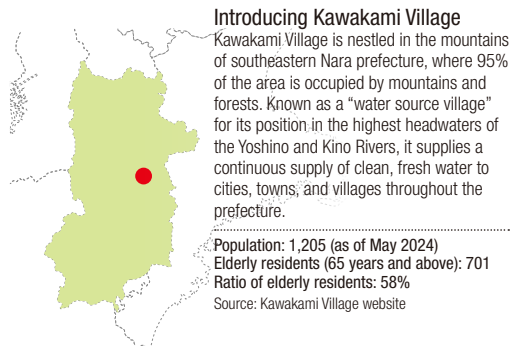 Introducing Kawakami Village
Kawakami Village is nestled in the mountains
of southeastern Nara prefecture, where 95%
of the area is occupied by mountains and
forests. Known as a “water source village”
for its position in the highest headwaters of
the Yoshino and Kino Rivers, it supplies a
continuous supply of clean, fresh water to
cities, towns, and villages throughout the
prefecture.
Population: 1,205 (as of May 2024)
Elderly residents (65 years and above): 701
Ratio of elderly residents: 58%
Source: Kawakami Village website